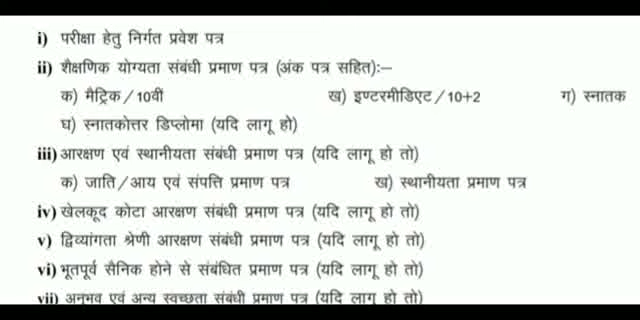 i) परीक्षा हेतु निर्गत प्रवेश पत्र
ii) शैक्षणिक योग्यता संबंधी प्रमाण पत्र (अंक पत्र सहित):—
क) मैट्रिक/10वीं ख) इण्टरमीडिएट/10+2 ग) स्नातक
घ) स्नातकोत्तर डिप्लोमा (यदि लागू हो)
iii) आरक्षण एवं स्थानीयता संबंधी प्रमाण पत्र (यदि लागू हो तो)
क) जाति/आय एवं संपत्ति प्रमाण पत्र ख) स्थानीयता प्रमाण पत्र
iv) खेलकूद कोटा आरक्षण संबंधी प्रमाण पत्र (यदि लागू हो तो)
v) द्विव्यांगता श्रेणी आरक्षण संबंधी प्रमाण पत्र (यदि लागू हो तो)
vi) भूतपूर्व सैनिक होने से संबंधित प्रमाण पत्र (यदि लागू हो तो)
vii) अनुभव एवं अन्य स्वच्छता संबंधी प्रमाण पत्र (यदि लागू हो तो)